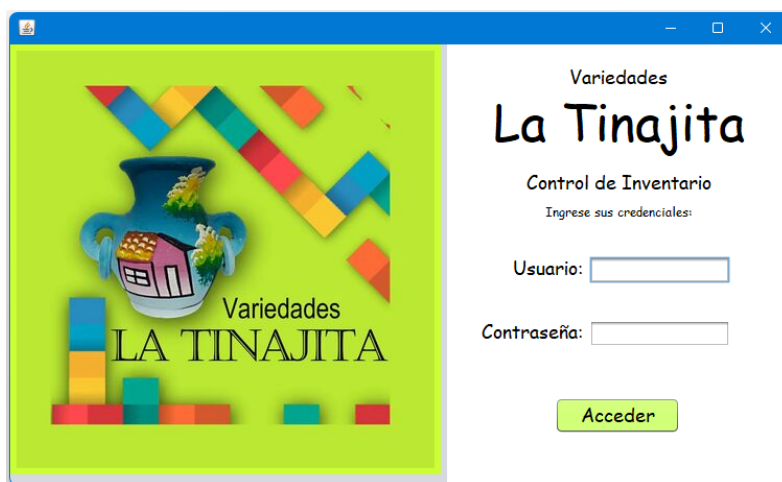 Variedades
LA TINAJITA
Variedades
La Tinajita
Control de Inventario
Ingrese sus credenciales:
Usuario:
Contraseña:
Acceder